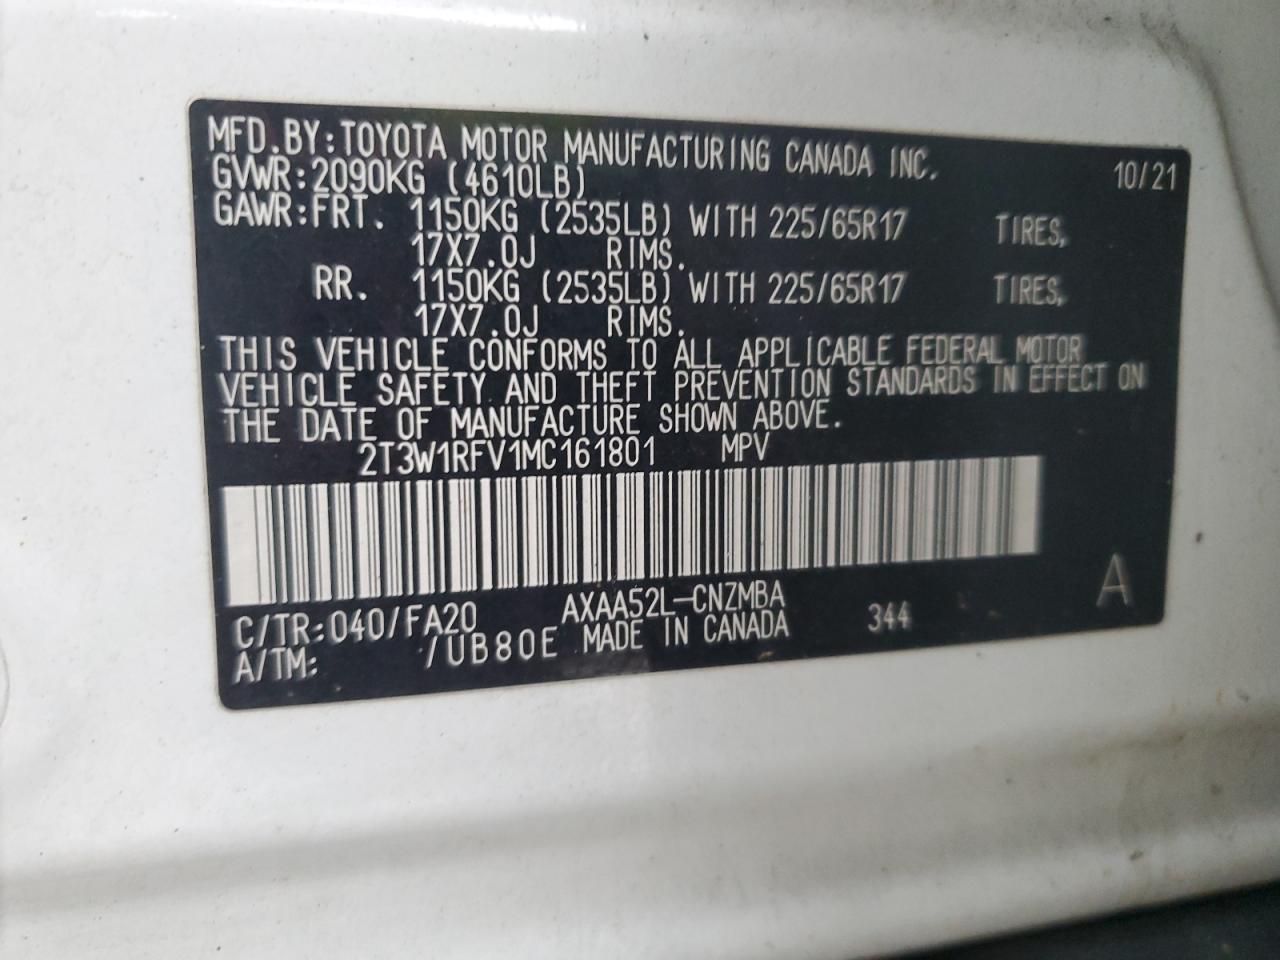 MFD.BY:TOYOTA MOTOR MANUFACTURING CANADA INC. 10/21
GVWR:2090KG (4610LB)
GAWR:FRT. 1150KG (2535LB) WITH 225/65R17 TIRES,
17X7.0J RIMS.
RR. 1150KG (2535LB) WITH 225/65R17 TIRES,
17X7.0J RIMS.
THIS VEHICLE CONFORMS TO ALL APPLICABLE FEDERAL MOTOR
VEHICLE SAFETY AND THEFT PREVENTION STANDARDS IN EFFECT ON
THE DATE OF MANUFACTURE SHOWN ABOVE.
2T3W1RFV1MC161801 MPV
C/TR:040/FA20 AXAA52L-CNZMBA 344 A
A/TM: /UB80E MADE IN CANADA